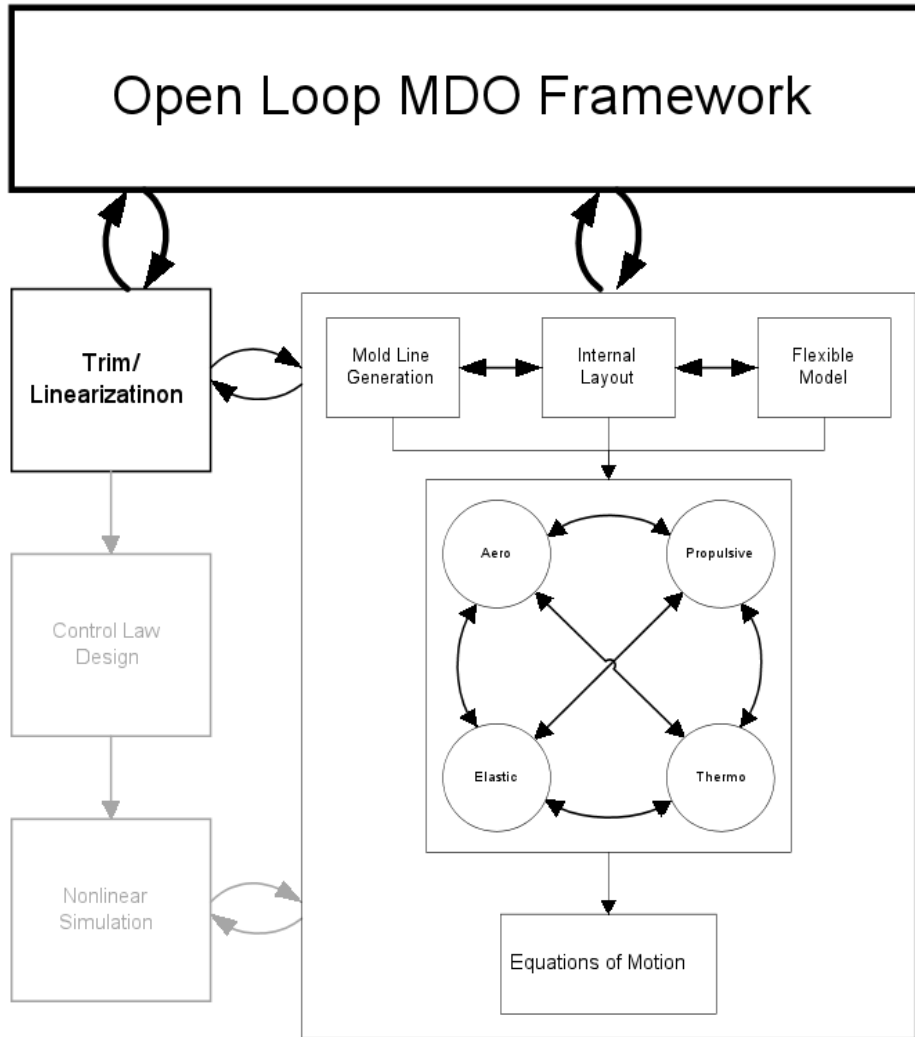 Open Loop MDO Framework
Trim/
Linearizatinon
Mold Line
Generation
Internal
Layout
Flexible
Model
Aero
Propulsive
Control Law
Design
Elastic
Thermo
Nonlinear
Simulation
Equations of Motion